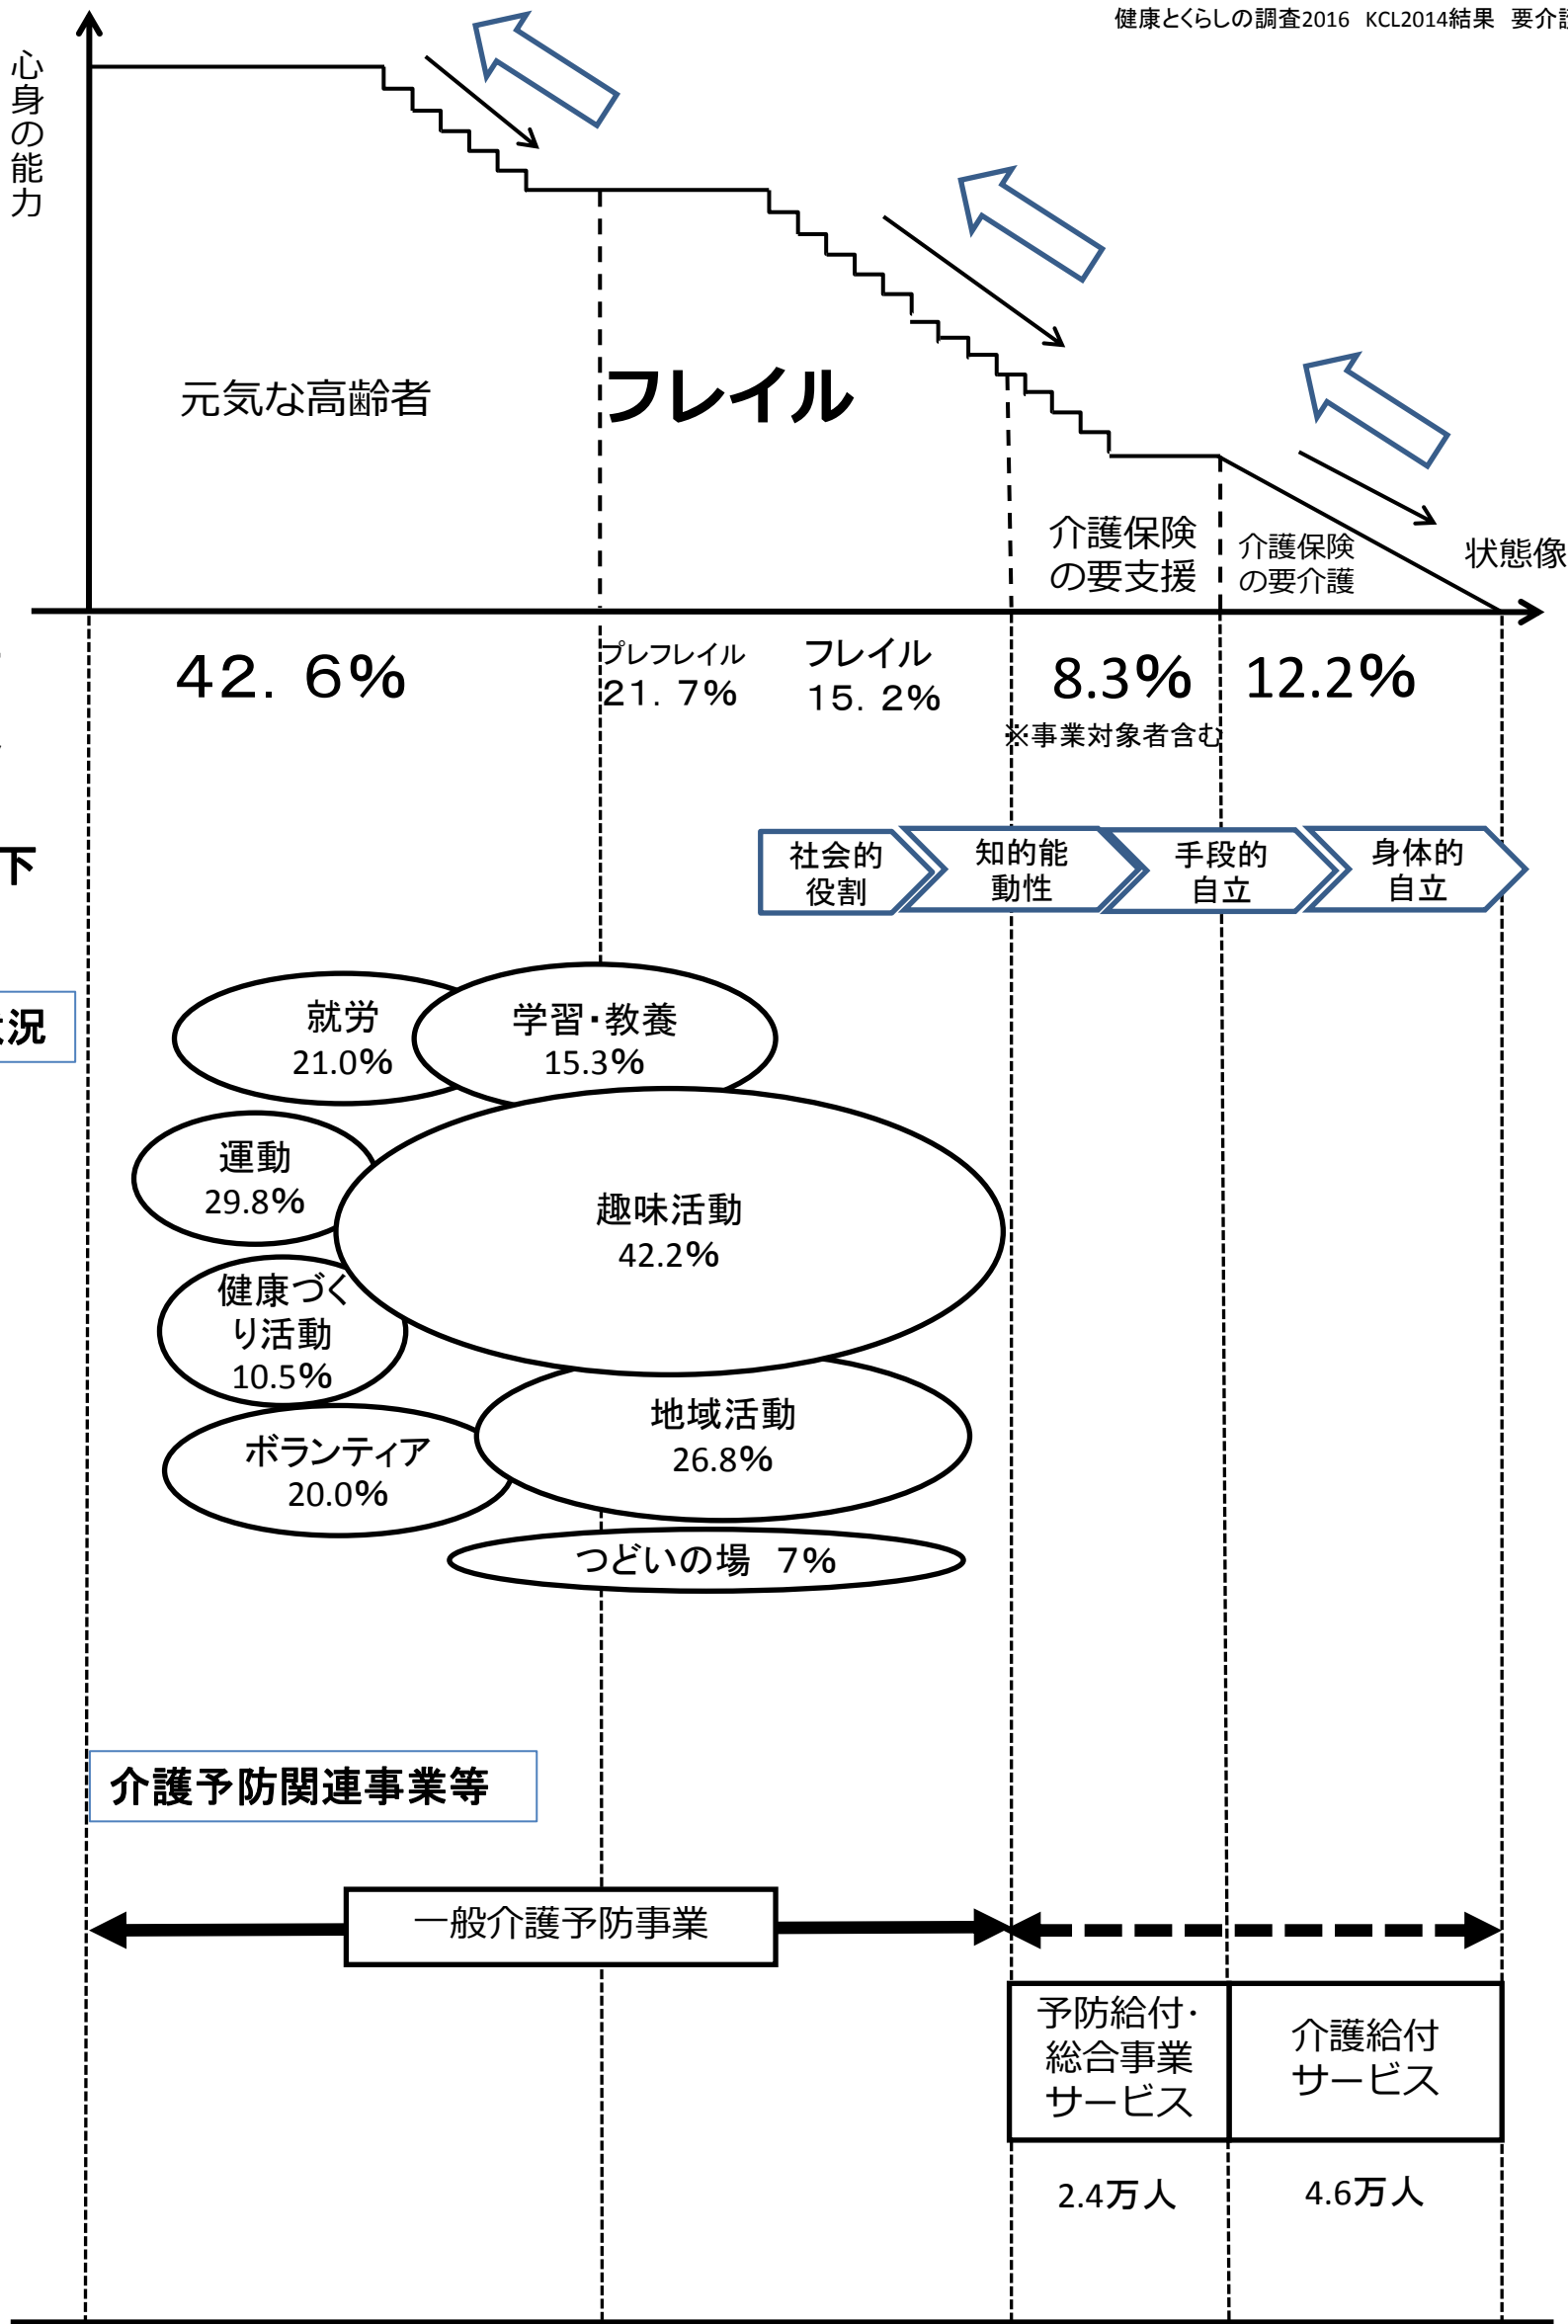 健康とくらしの調査2016 KCL2014結果 要介
心身の能力
元気な高齢者
フレイル
介護保険
の要支援
介護保険
の要介護
状態像
42．6%
プレフレイル
21．7%
フレイル
15．2%
8.3%
※事業対象者含む
12.2%
下
社会的
役割
知的能
動性
手段的
自立
身体的
自立
況
就労
21.0%
学習・教養
15.3%
運動
29.8%
趣味活動
42.2%
健康づく
り活動
10.5%
地域活動
26.8%
ボランティア
20.0%
つどいの場 7%
介護予防関連事業等
一般介護予防事業
予防給付・
総合事業
サービス
介護給付
サービス
2.4万人
4.6万人